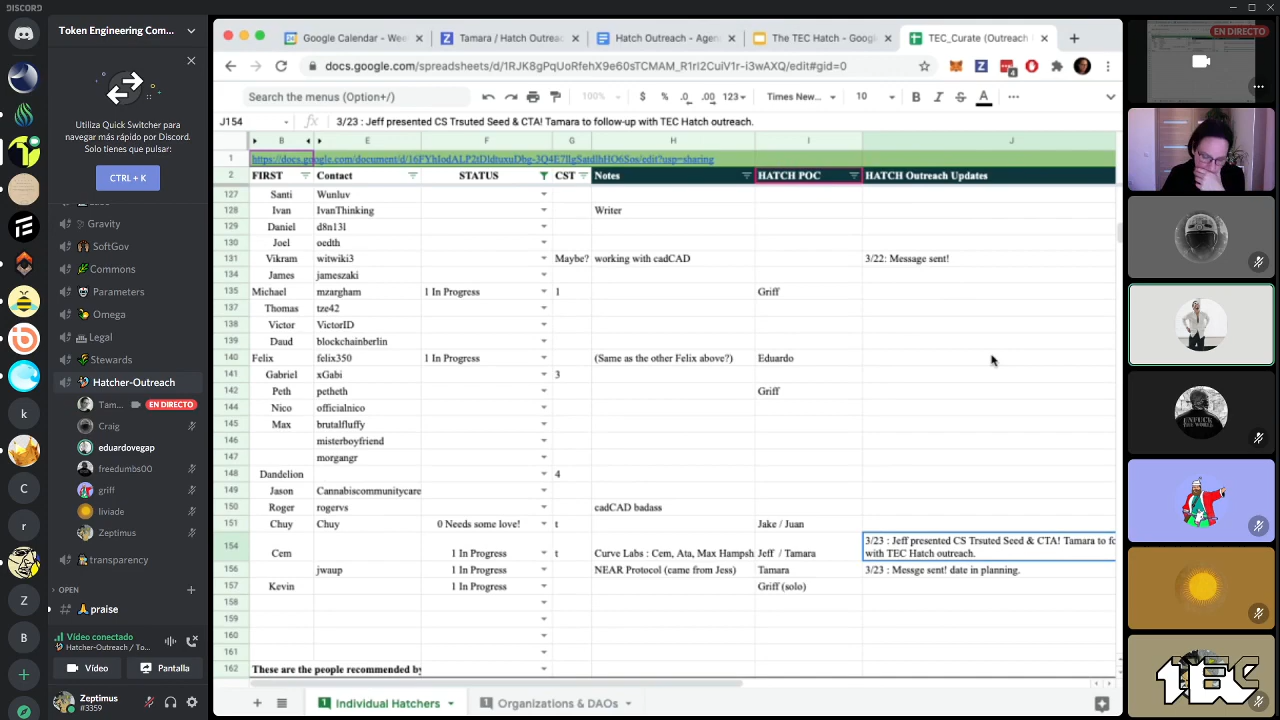 DISCORD
Token Engineering Com...
Utiliza Quick Switcher para
navegar más rápido por Discord.
Solo tienes que pulsar:
CTRL + K
Gravity
SoftGov
Commons
Parameters
Omega
Legal
Stewards
Hatcher-Outreach
Tam... EN DIRECTO
Craig
eduardovegap
freedumbs00
griff
liviade
Zeptimus
transparency
OPEN
praise
Vídeo conectado
Hatcher-Outreach / To...
Vídeo
Pantalla
Zeptimus
#3359
k
C
r
B
Google Calendar - Wee
Tamara / Hatch Outreac
Hatch Outreach - Agen
The TEC Hatch - Googl
TEC_Curate (Outreach
Search the menus (Option+/)
100%
$ % .0 .00 123
Times New...
10
B I S A
J154
fx 3/23 : Jeff presented CS Trsuted Seed & CTA! Tamara to follow-up with TEC Hatch outreach.
B E F G H I J
2 FIRST Contact STATUS CST Notes HATCH POC HATCH Outreach Updates
127 Santi Wunluv
128 Ivan IvanThinking Writer
129 Daniel d8n13l
130 Joel oedth
131 Vikram witwiki3 Maybe? working with cadCAD 3/22: Message sent!
134 James jameszaki
135 Michael mzargham 1 In Progress 1 Griff
137 Thomas tze42
138 Victor VictorID
139 Daud blockchainberlin
140 Felix felix350 1 In Progress (Same as the other Felix above?) Eduardo
141 Gabriel xGabi 3
142 Peth petheth Griff
144 Nico officialnico
145 Max brutalfluffy
146 misterboyfriend
147 morgangr
148 Dandelion 4
149 Jason Cannabiscommunitycare
150 Roger rogervs cadCAD badass
151 Chuy Chuy 0 Needs some love! t Jake / Juan
154 Cem 1 In Progress t Curve Labs : Cem, Ata, Max Hampsh Jeff / Tamara 3/23 : Jeff presented CS Trsuted Seed & CTA! Tamara to fo
with TEC Hatch outreach.
156 jwaup 1 In Progress NEAR Protocol (came from Jess) Tamara 3/23 : Messge sent! date in planning.
157 Kevin 1 In Progress Griff (solo)
158
159
160
161
162 These are the people recommended by
1 Individual Hatchers
1 Organizations & DAOs
EN DIRECTO
ENFUCK
THE WORLD
TEC